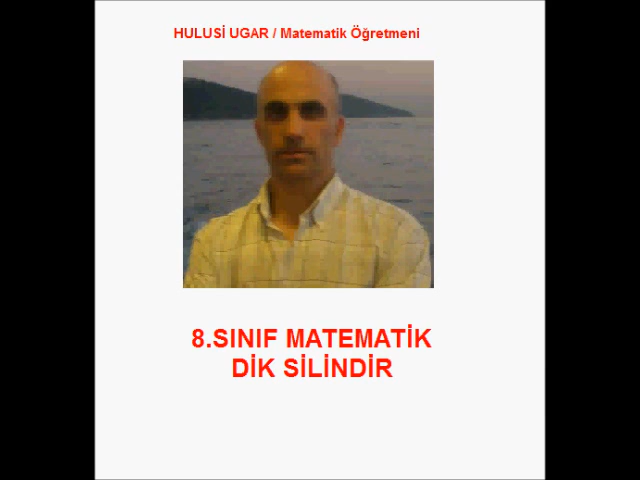 HULUSİ UGAR / Matematik Öğretmeni
8.SINIF MATEMATİK
DİK SİLİNDİR